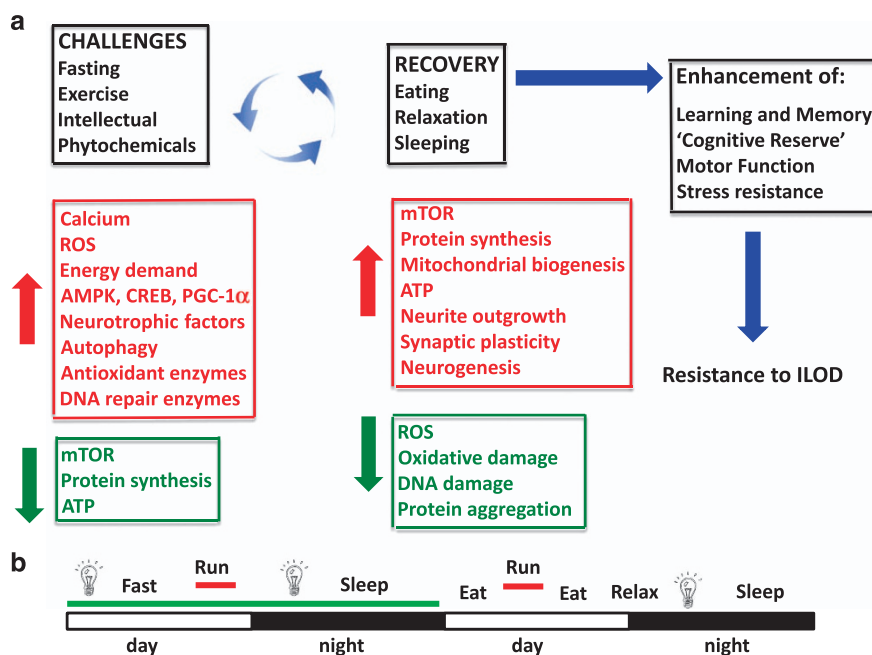 a
CHALLENGES
Fasting
Exercise
Intellectual
Phytochemicals
RECOVERY
Eating
Relaxation
Sleeping
Enhancement of:
Learning and Memory
‘Cognitive Reserve’
Motor Function
Stress resistance
Calcium
ROS
Energy demand
AMPK, CREB, PGC-1α
Neurotrophic factors
Autophagy
Antioxidant enzymes
DNA repair enzymes
mTOR
Protein synthesis
Mitochondrial biogenesis
ATP
Neurite outgrowth
Synaptic plasticity
Neurogenesis
Resistance to ILOD
mTOR
Protein synthesis
ATP
ROS
Oxidative damage
DNA damage
Protein aggregation
b
Fast
Run
Sleep
Eat
Run
Eat
Relax
Sleep
day
night
day
night